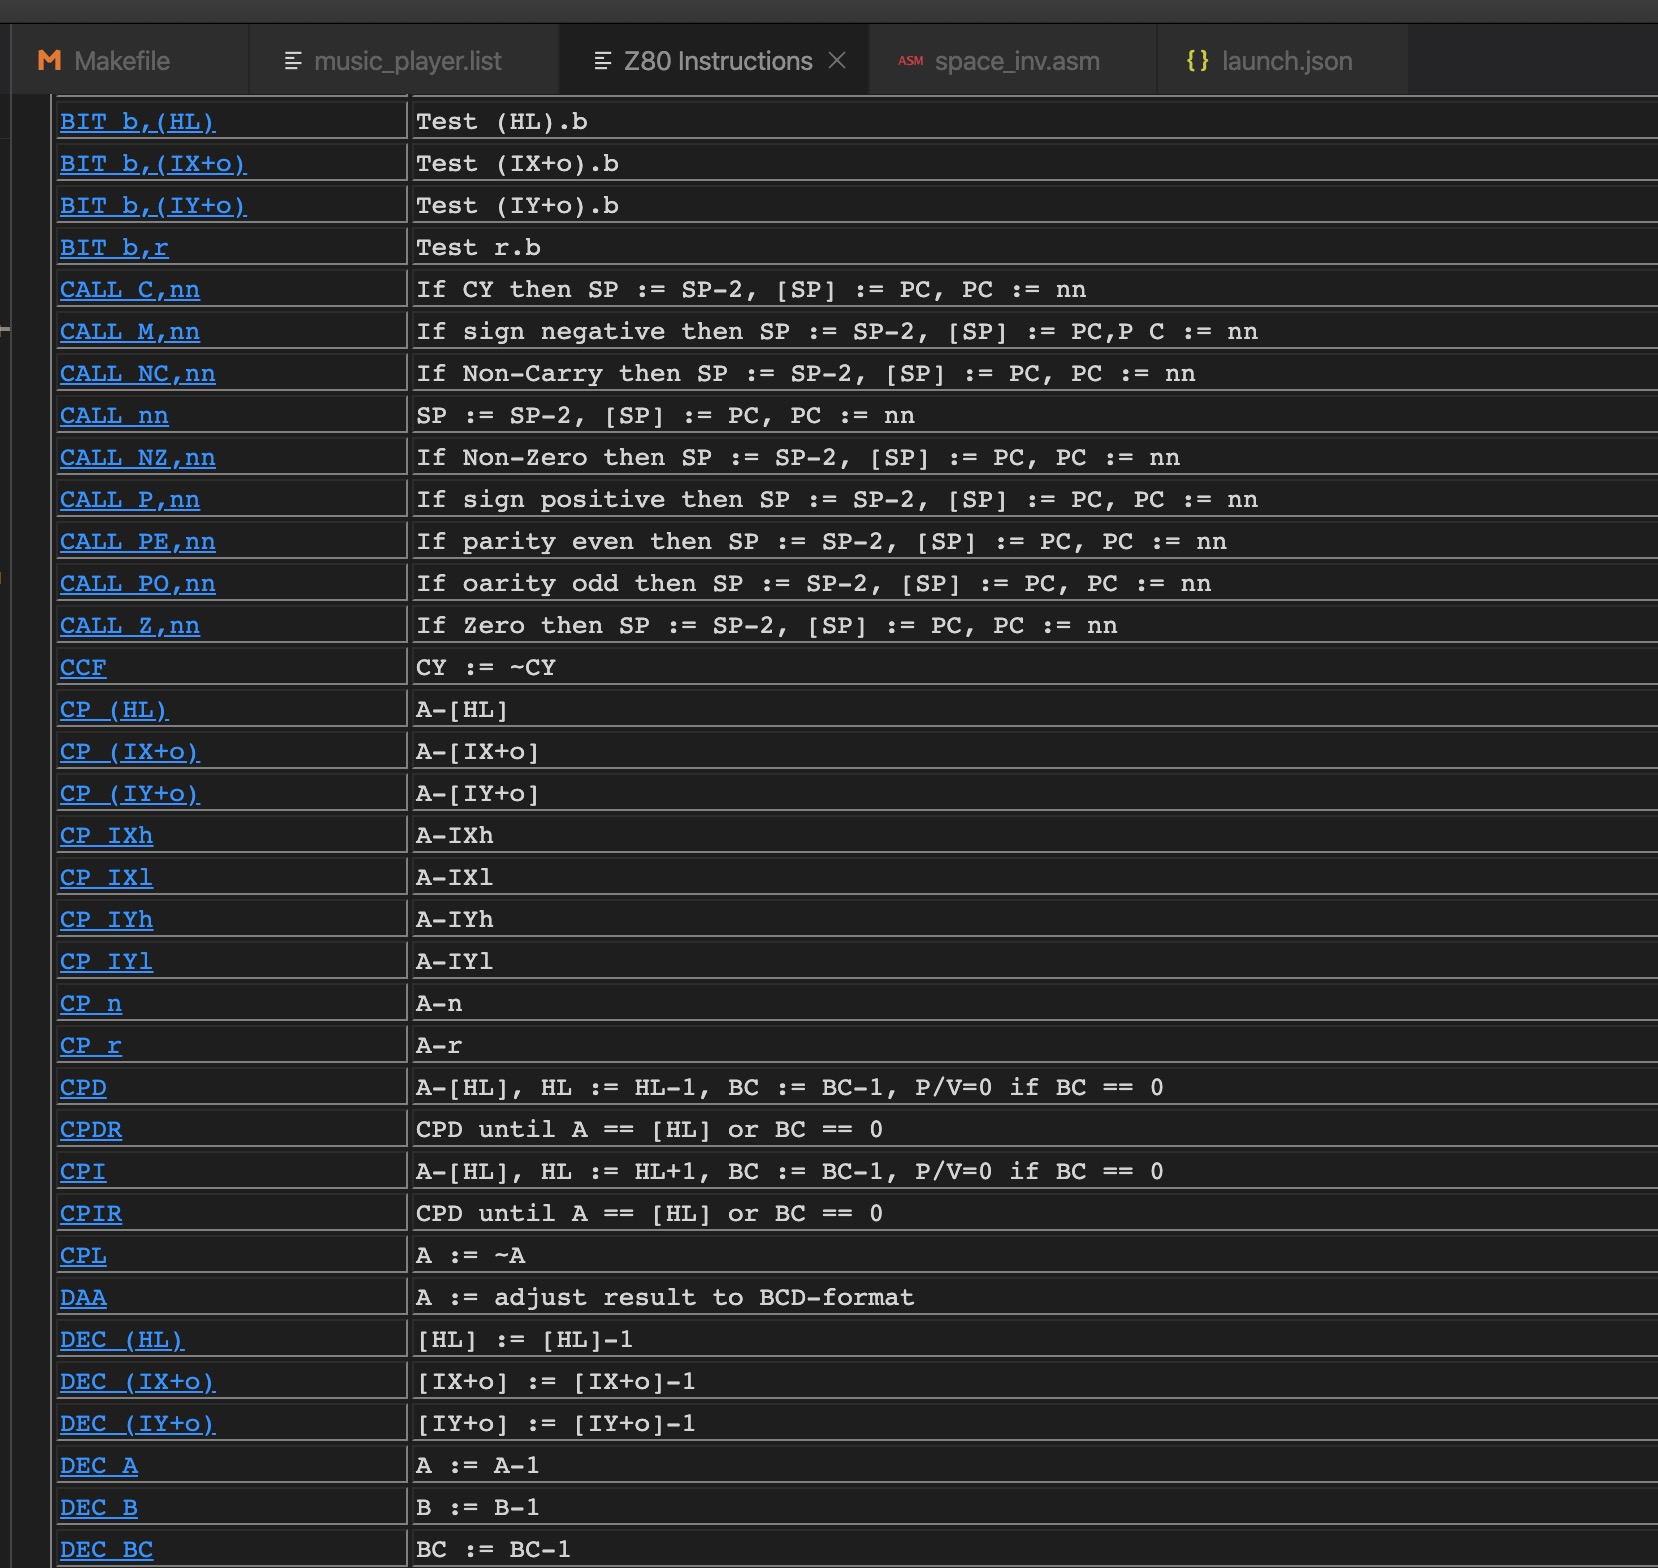 Makefile music_player.list Z80 Instructions ASM space_inv.asm {} launch.json
BIT b,(HL) Test (HL).b
BIT b,(IX+o) Test (IX+o).b
BIT b,(IY+o) Test (IY+o).b
BIT b,r Test r.b
CALL C,nn If CY then SP := SP-2, [SP] := PC, PC := nn
CALL M,nn If sign negative then SP := SP-2, [SP] := PC,P C := nn
CALL NC,nn If Non-Carry then SP := SP-2, [SP] := PC, PC := nn
CALL nn SP := SP-2, [SP] := PC, PC := nn
CALL NZ,nn If Non-Zero then SP := SP-2, [SP] := PC, PC := nn
CALL P,nn If sign positive then SP := SP-2, [SP] := PC, PC := nn
CALL PE,nn If parity even then SP := SP-2, [SP] := PC, PC := nn
CALL PO,nn If oarity odd then SP := SP-2, [SP] := PC, PC := nn
CALL Z,nn If Zero then SP := SP-2, [SP] := PC, PC := nn
CCF CY := ~CY
CP (HL) A-[HL]
CP (IX+o) A-[IX+o]
CP (IY+o) A-[IY+o]
CP IXh A-IXh
CP IXl A-IXl
CP IYh A-IYh
CP IYl A-IYl
CP n A-n
CP r A-r
CPD A-[HL], HL := HL-1, BC := BC-1, P/V=0 if BC == 0
CPDR CPD until A == [HL] or BC == 0
CPI A-[HL], HL := HL+1, BC := BC-1, P/V=0 if BC == 0
CPIR CPD until A == [HL] or BC == 0
CPL A := ~A
DAA A := adjust result to BCD-format
DEC (HL) [HL] := [HL]-1
DEC (IX+o) [IX+o] := [IX+o]-1
DEC (IY+o) [IY+o] := [IY+o]-1
DEC A A := A-1
DEC B B := B-1
DEC BC BC := BC-1